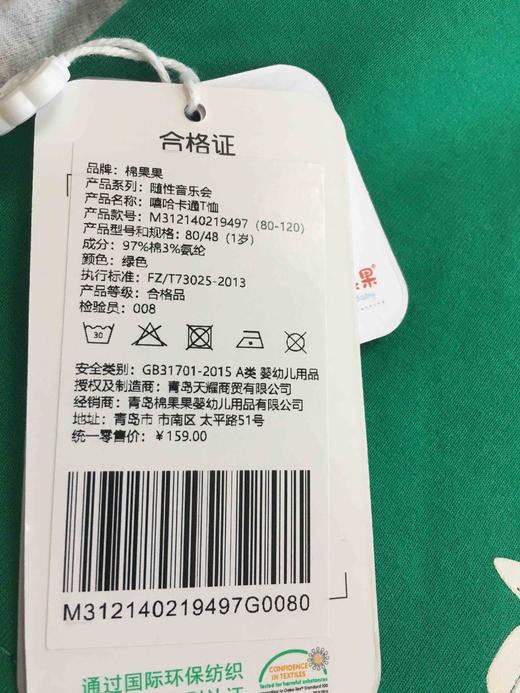 合格证
品牌：棉果果
产品系列：随性音乐会
产品名称：嘻哈卡通T恤
产品款号：M312140219497（80-120）
产品型号和规格：80/48（1岁）
成分：97%棉3%氨纶
颜色：绿色
执行标准：FZ/T73025-2013
产品等级：合格品
检验员：008
30
安全类别：GB31701-2015 A类 婴幼儿用品
授权及制造商：青岛天耀商贸有限公司
经销商：青岛棉果果婴幼儿用品有限公司
地址：青岛市 市南区 太平路51号
统一零售价：￥159.00
M312140219497G0080
通过国际环保纺织
CONFIDENCE
IN TEXTILES
Tested for harmful substances
果